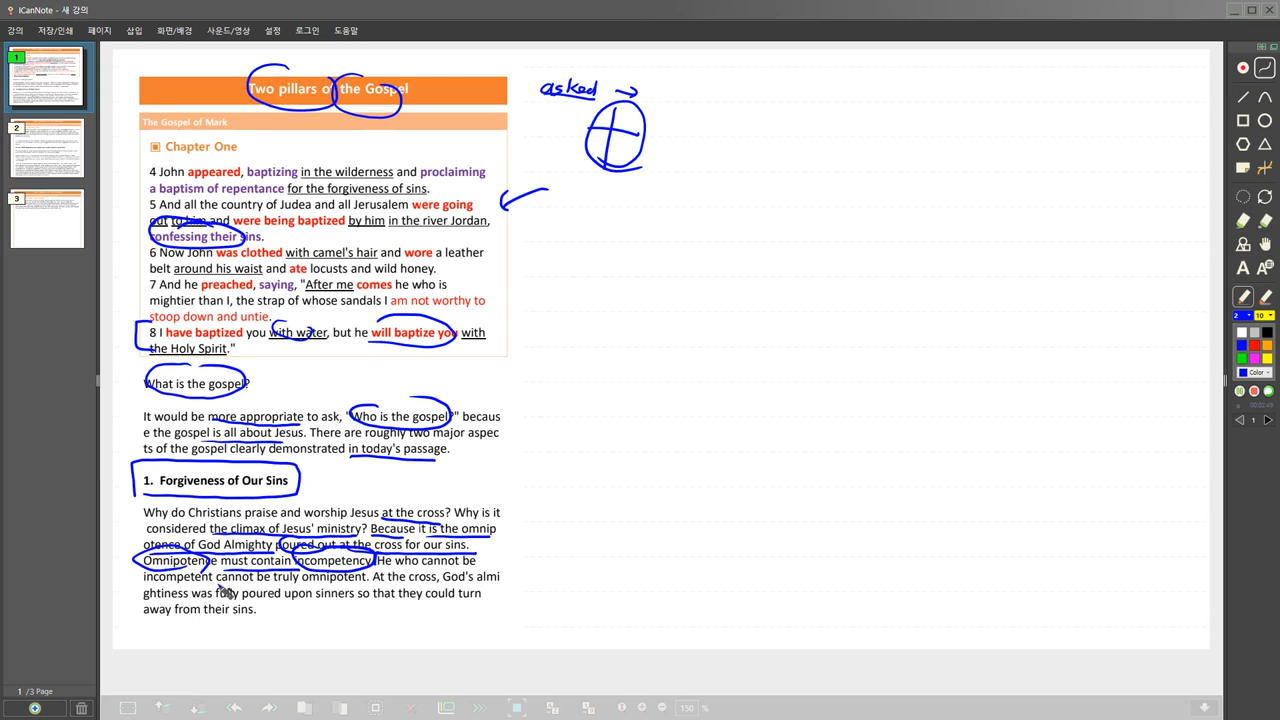 ICanNote - 새 강의
강의 저장/인쇄 페이지 삽입 화면/배경 사운드/영상 설정 로그인 도움말
1
2
3
Two pillars of the Gospel
asked →
The Gospel of Mark
▣ Chapter One
4 John appeared, baptizing in the wilderness and proclaiming
a baptism of repentance for the forgiveness of sins.
5 And all the country of Judea and all Jerusalem were going
out to him and were being baptized by him in the river Jordan,
confessing their sins.
6 Now John was clothed with camel's hair and wore a leather
belt around his waist and ate locusts and wild honey.
7 And he preached, saying, "After me comes he who is
mightier than I, the strap of whose sandals I am not worthy to
stoop down and untie.
8 I have baptized you with water, but he will baptize you with
the Holy Spirit."
What is the gospel?
It would be more appropriate to ask, "Who is the gospel?" becaus
e the gospel is all about Jesus. There are roughly two major aspec
ts of the gospel clearly demonstrated in today's passage.
1. Forgiveness of Our Sins
Why do Christians praise and worship Jesus at the cross? Why is it
considered the climax of Jesus' ministry? Because it is the omnip
otence of God Almighty poured out at the cross for our sins.
Omnipotence must contain incompetency. He who cannot be
incompetent cannot be truly omnipotent. At the cross, God's almi
ghtiness was fully poured upon sinners so that they could turn
away from their sins.
2 10
Color
1
1 /3 Page
150 %